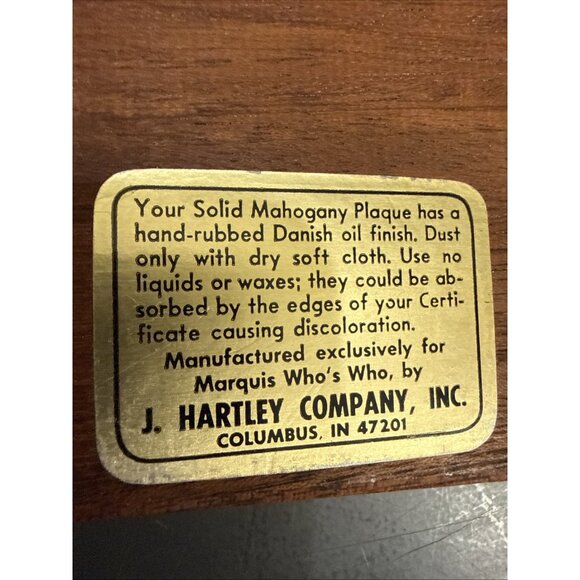 Your Solid Mahogany Plaque has a
hand-rubbed Danish oil finish. Dust
only with dry soft cloth. Use no
liquids or waxes; they could be ab-
sorbed by the edges of your Certi-
ficate causing discoloration.
Manufactured exclusively for
Marquis Who's Who, by
J. HARTLEY COMPANY, INC.
COLUMBUS, IN 47201